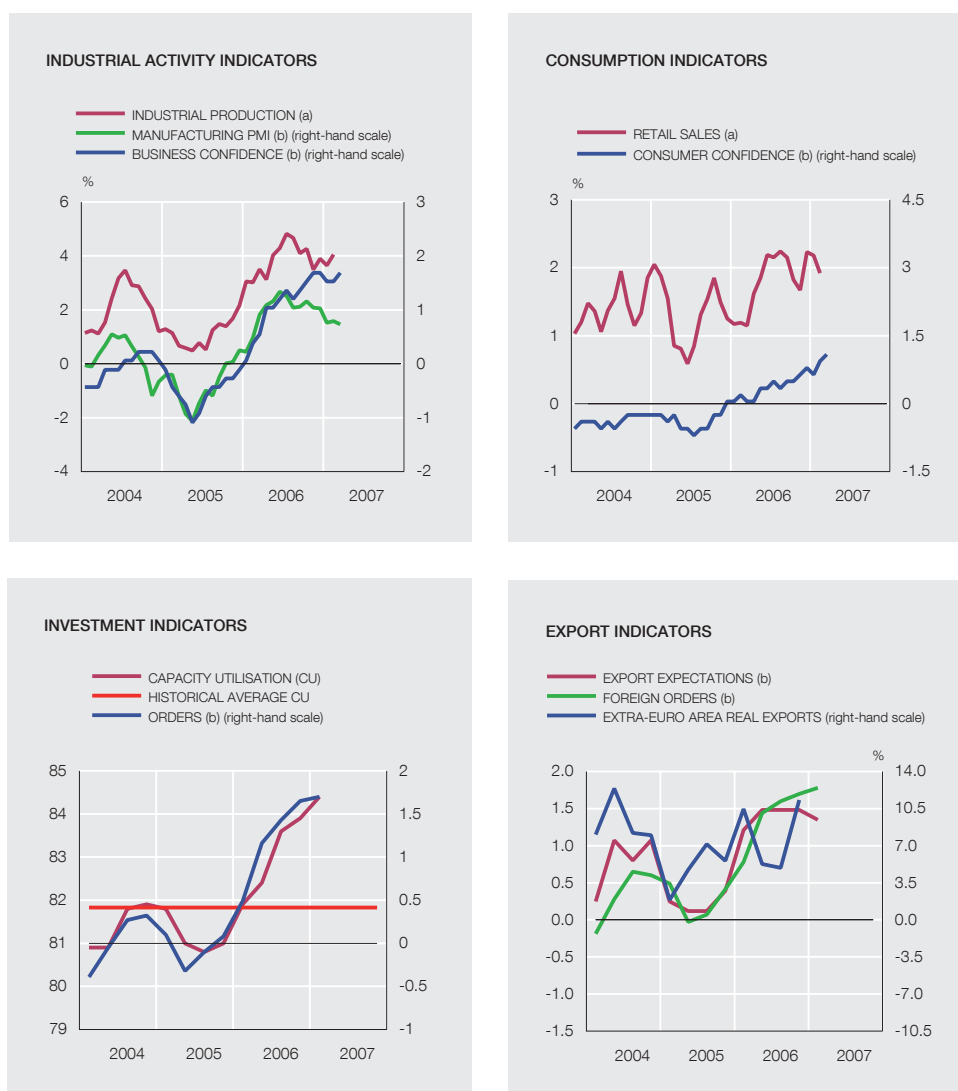 INDUSTRIAL ACTIVITY INDICATORS
INDUSTRIAL PRODUCTION (a)
MANUFACTURING PMI (b) (right-hand scale)
BUSINESS CONFIDENCE (b) (right-hand scale)
%
6 3
4 2
2 1
0 0
-2 -1
-4 -2
2004 2005 2006 2007
CONSUMPTION INDICATORS
RETAIL SALES (a)
CONSUMER CONFIDENCE (b) (right-hand scale)
%
3 4.5
2 3
1 1.5
0 0
-1 -1.5
2004 2005 2006 2007
INVESTMENT INDICATORS
CAPACITY UTILISATION (CU)
HISTORICAL AVERAGE CU
ORDERS (b) (right-hand scale)
85 2
84 1.5
83 1
82 0.5
81 0
80 -0.5
79 -1
2004 2005 2006 2007
EXPORT INDICATORS
EXPORT EXPECTATIONS (b)
FOREIGN ORDERS (b)
EXTRA-EURO AREA REAL EXPORTS (right-hand scale)
%
2.0 14.0
1.5 10.5
1.0 7.0
0.5 3.5
0.0 0.0
-0.5 -3.5
-1.0 -7.0
-1.5 -10.5
2004 2005 2006 2007